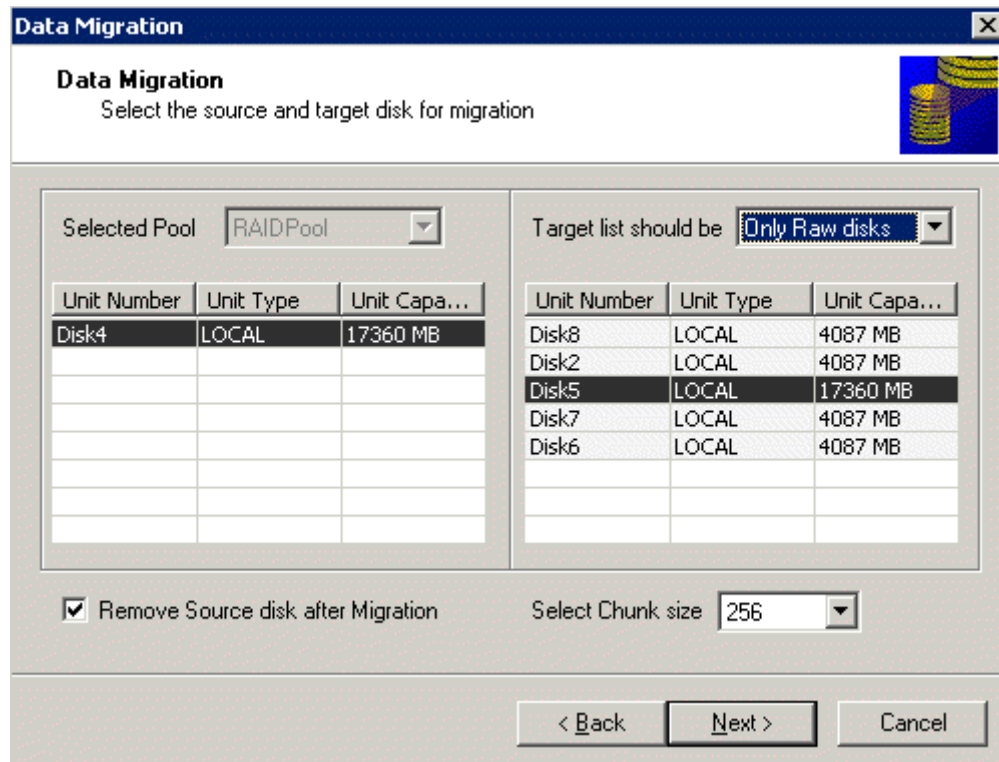 Data Migration
Data Migration
Select the source and target disk for migration
Selected Pool RAIDPool
Unit Number Unit Type Unit Capa...
Disk4 LOCAL 17360 MB
Target list should be Only Raw disks
Unit Number Unit Type Unit Capa...
Disk8 LOCAL 4087 MB
Disk2 LOCAL 4087 MB
Disk5 LOCAL 17360 MB
Disk7 LOCAL 4087 MB
Disk6 LOCAL 4087 MB
Remove Source disk after Migration
Select Chunk size 256
< Back Next > Cancel